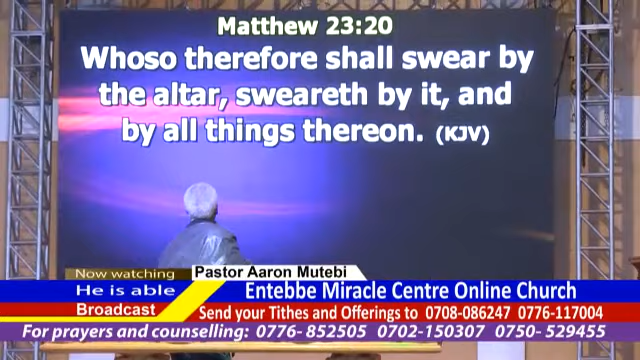 Matthew 23:20
Whoso therefore shall swear by
the altar, sweareth by it, and
by all things thereon. (KJV)
Now watching
Pastor Aaron Mutebi
He is able
Entebbe Miracle Centre Online Church
Broadcast
Send your Tithes and Offerings to 0708-086247 0776-117004
For prayers and counselling: 0776- 852505 0702-150307 0750- 529455